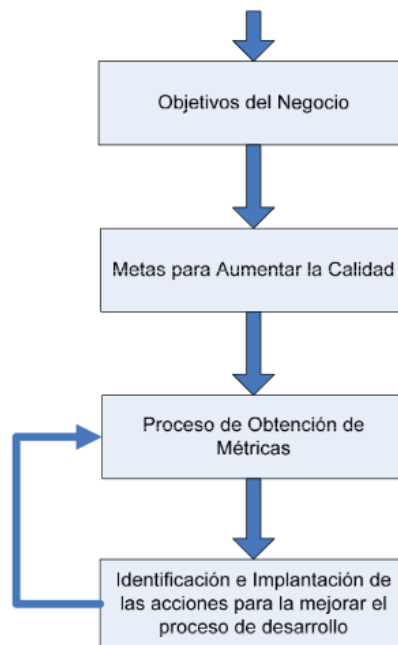 Objetivos del Negocio
Metas para Aumentar la Calidad
Proceso de Obtención de
Métricas
Identificación e Implantación de
las acciones para la mejorar el
proceso de desarrollo